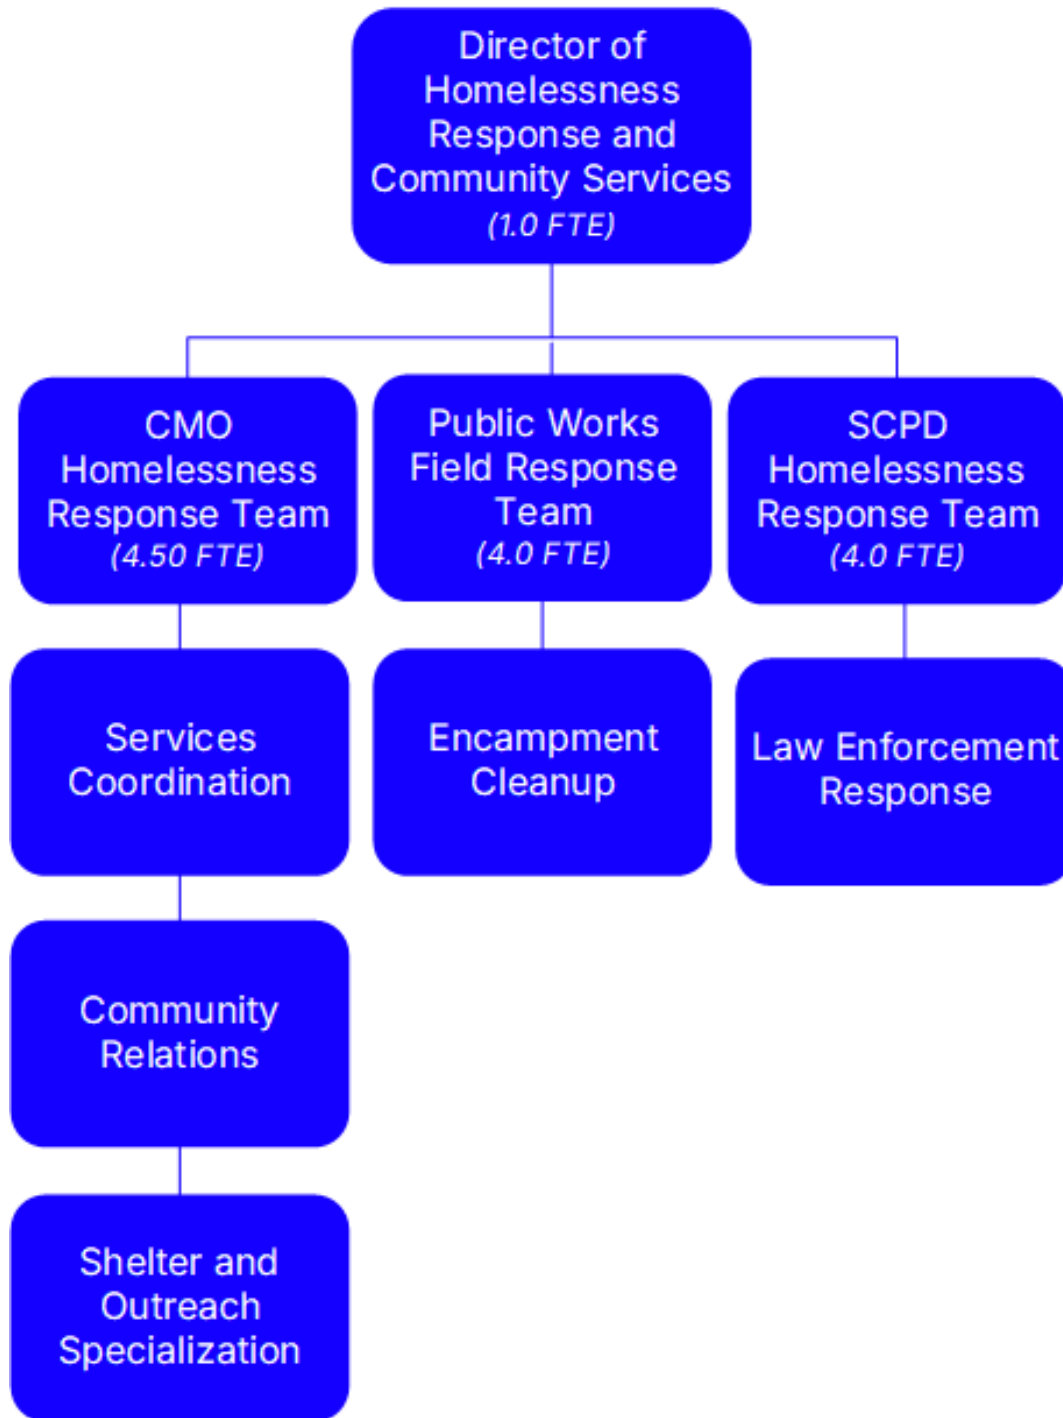 Director of
Homelessness
Response and
Community Services
(1.0 FTE)
CMO
Homelessness
Response Team
(4.50 FTE)
Public Works
Field Response
Team
(4.0 FTE)
SCPD
Homelessness
Response Team
(4.0 FTE)
Services
Coordination
Encampment
Cleanup
Law Enforcement
Response
Community
Relations
Shelter and
Outreach
Specialization